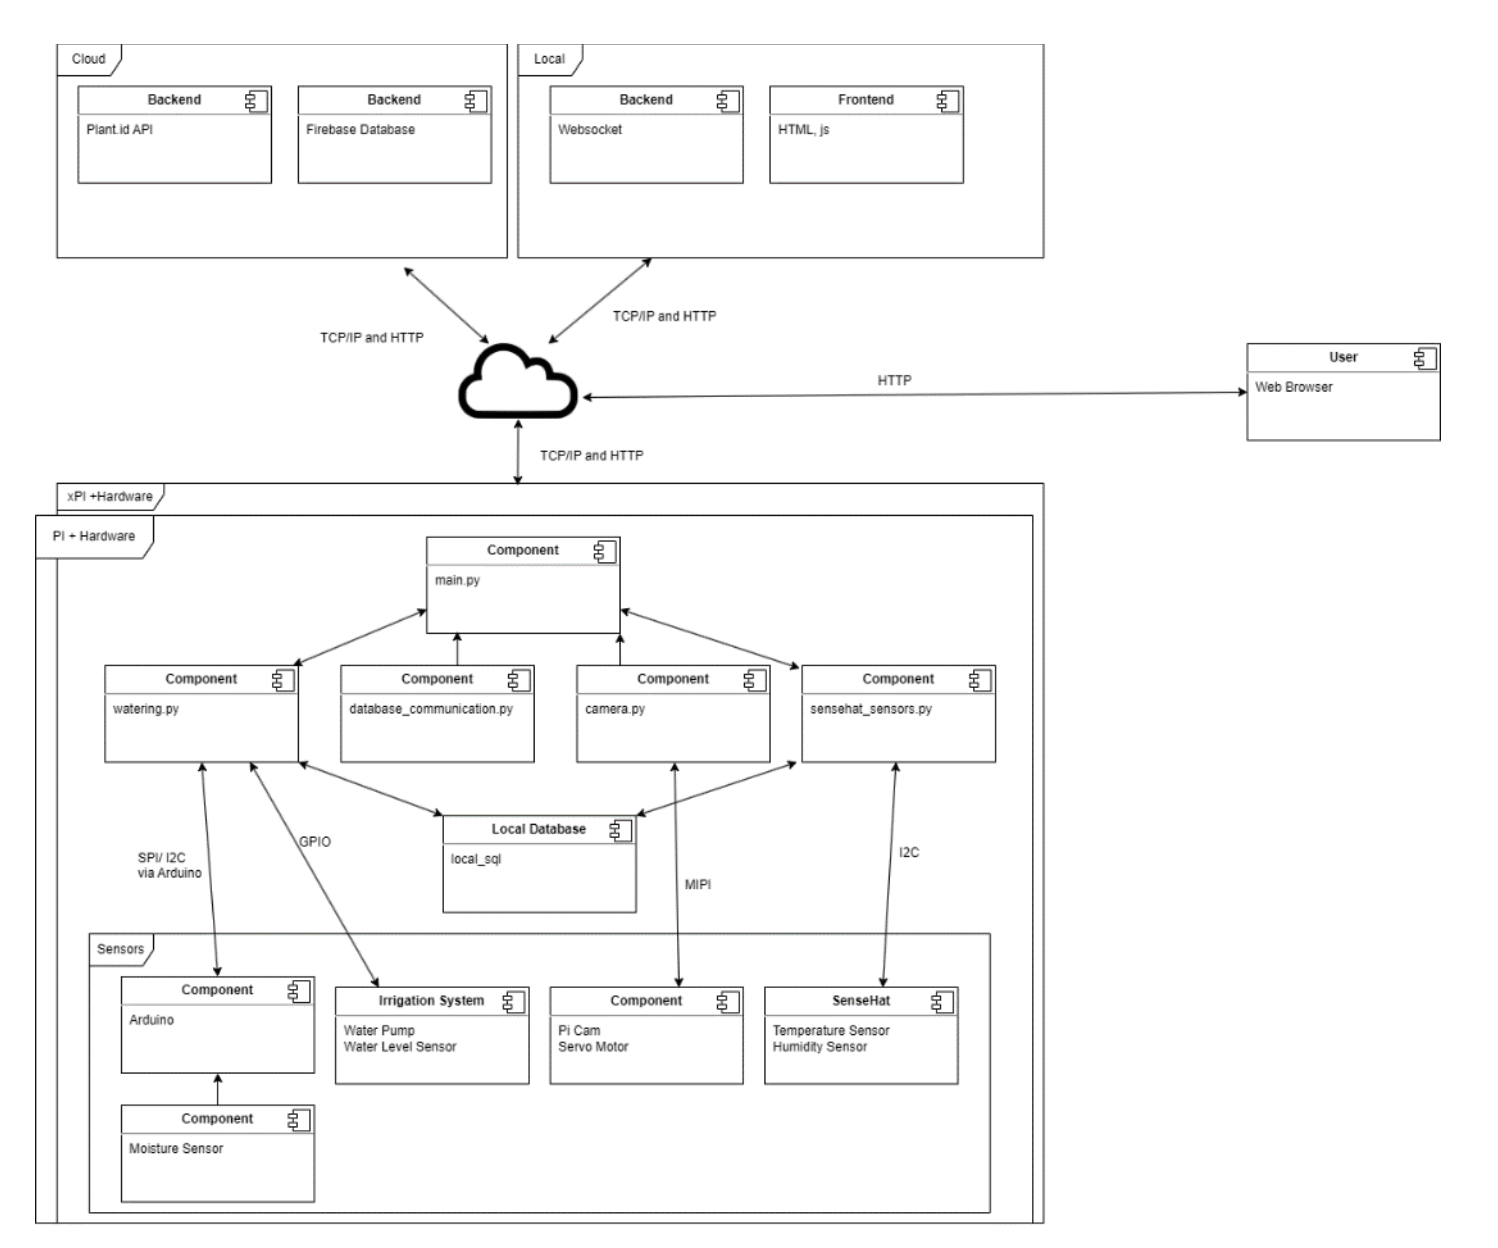 Cloud
Local
Backend
Plant.id API
Backend
Firebase Database
Backend
Websocket
Frontend
HTML, js
TCP/IP and HTTP
TCP/IP and HTTP
HTTP
User
Web Browser
TCP/IP and HTTP
xPI +Hardware
PI + Hardware
Component
main.py
Component
watering.py
Component
database_communication.py
Component
camera.py
Component
sensehat_sensors.py
SPI/ I2C
via Arduino
GPIO
Local Database
local_sql
MIPI
I2C
Sensors
Component
Arduino
Irrigation System
Water Pump
Water Level Sensor
Component
Pi Cam
Servo Motor
SenseHat
Temperature Sensor
Humidity Sensor
Component
Moisture Sensor